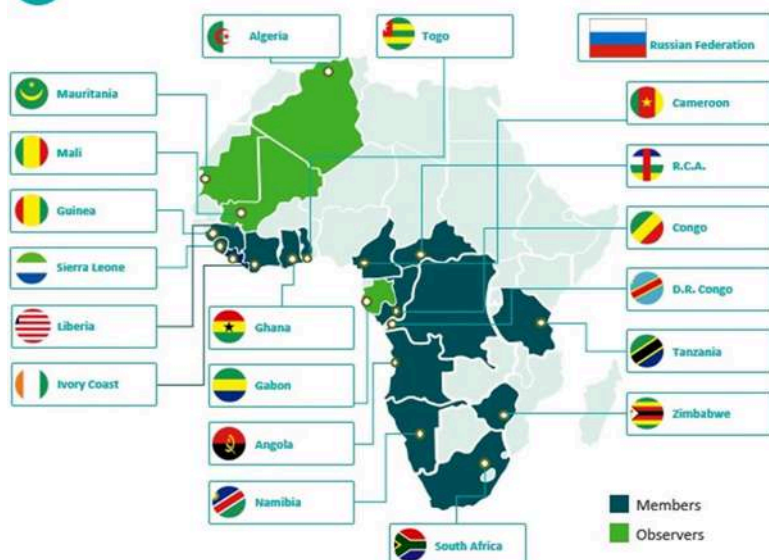 Algeria
Togo
Russian Federation
Mauritania
Cameroon
Mali
R.C.A.
Guinea
Congo
Sierra Leone
D.R. Congo
Liberia
Ghana
Tanzania
Ivory Coast
Gabon
Zimbabwe
Angola
Namibia
Members
Observers
South Africa